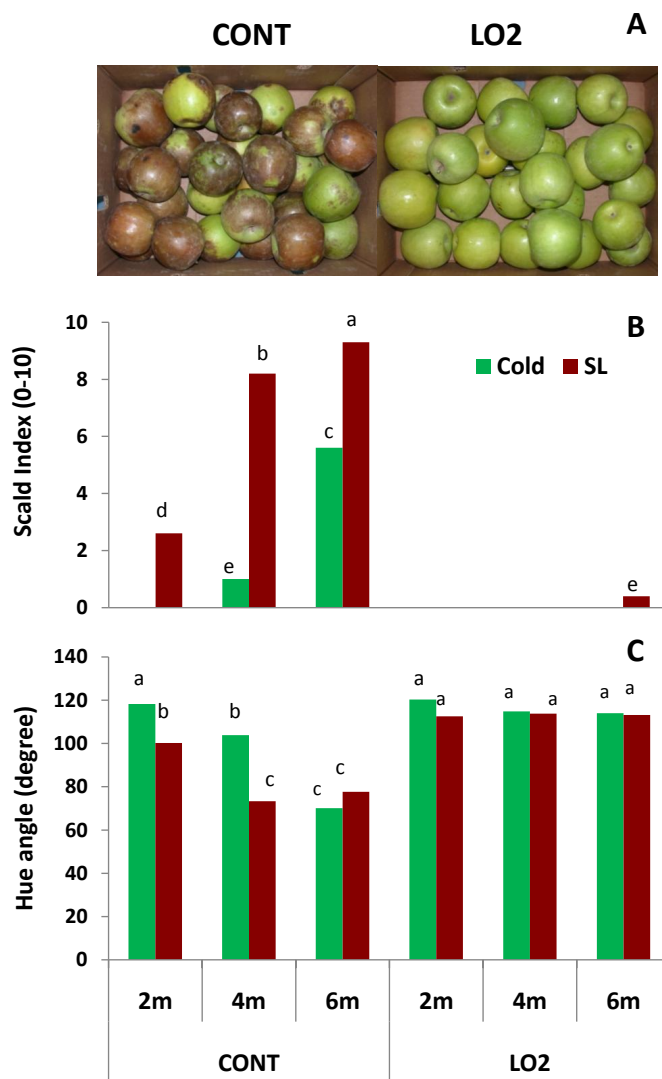 CONT LO2 A
B
Cold SL
Scald Index (0-10)
10
8
6
4
2
0
d e b c a e
C
Hue angle (degree)
140
120
100
80
60
40
20
0
a b b c c c a a a a a a
2m 4m 6m 2m 4m 6m
CONT LO2